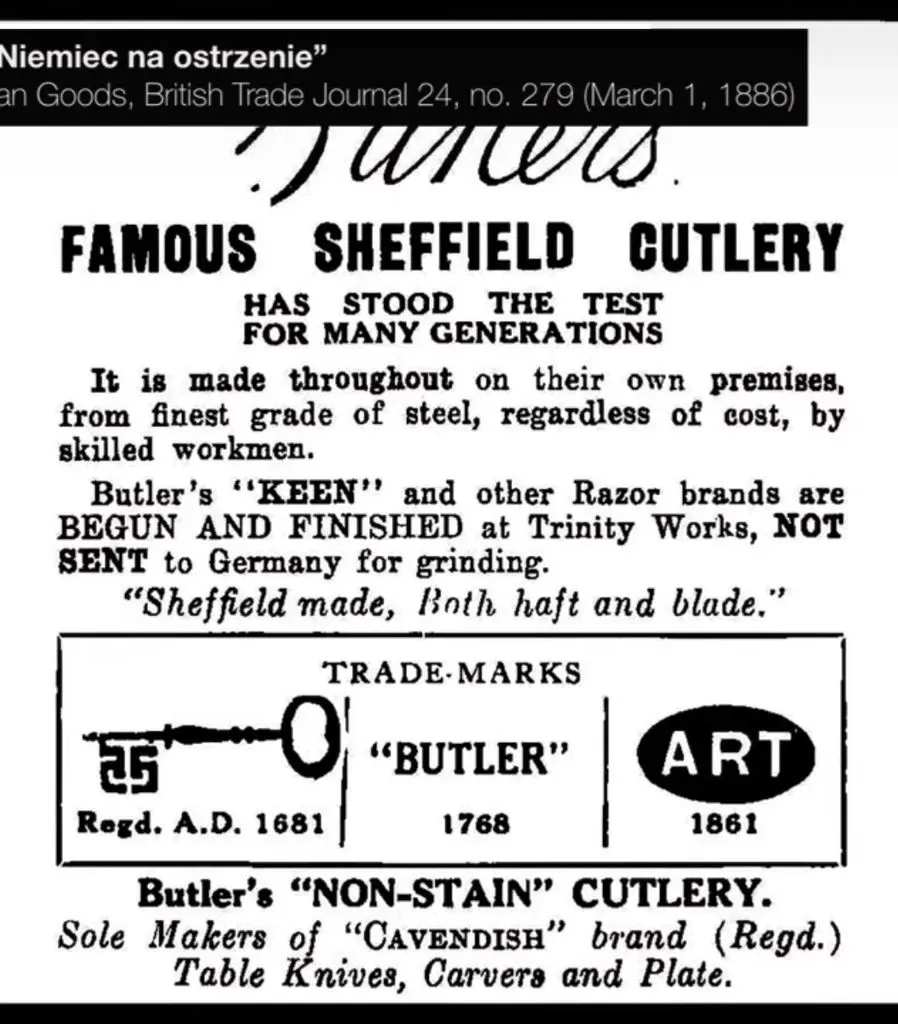 Niemiec na ostrzenie”
an Goods, British Trade Journal 24, no. 279 (March 1, 1886)
FAMOUS SHEFFIELD CUTLERY
HAS STOOD THE TEST
FOR MANY GENERATIONS
It is made throughout on their own premises,
from finest grade of steel, regardless of cost, by
skilled workmen.
Butler's "KEEN" and other Razor brands are
BEGUN AND FINISHED at Trinity Works, NOT
SENT to Germany for grinding.
"Sheffield made, Both haft and blade."
TRADE-MARKS
"BUTLER"
ART
Regd. A.D. 1681
1768
1861
Butler's "NON-STAIN" CUTLERY.
Sole Makers of "CAVENDISH" brand (Regd.)
Table Knives, Carvers and Plate.